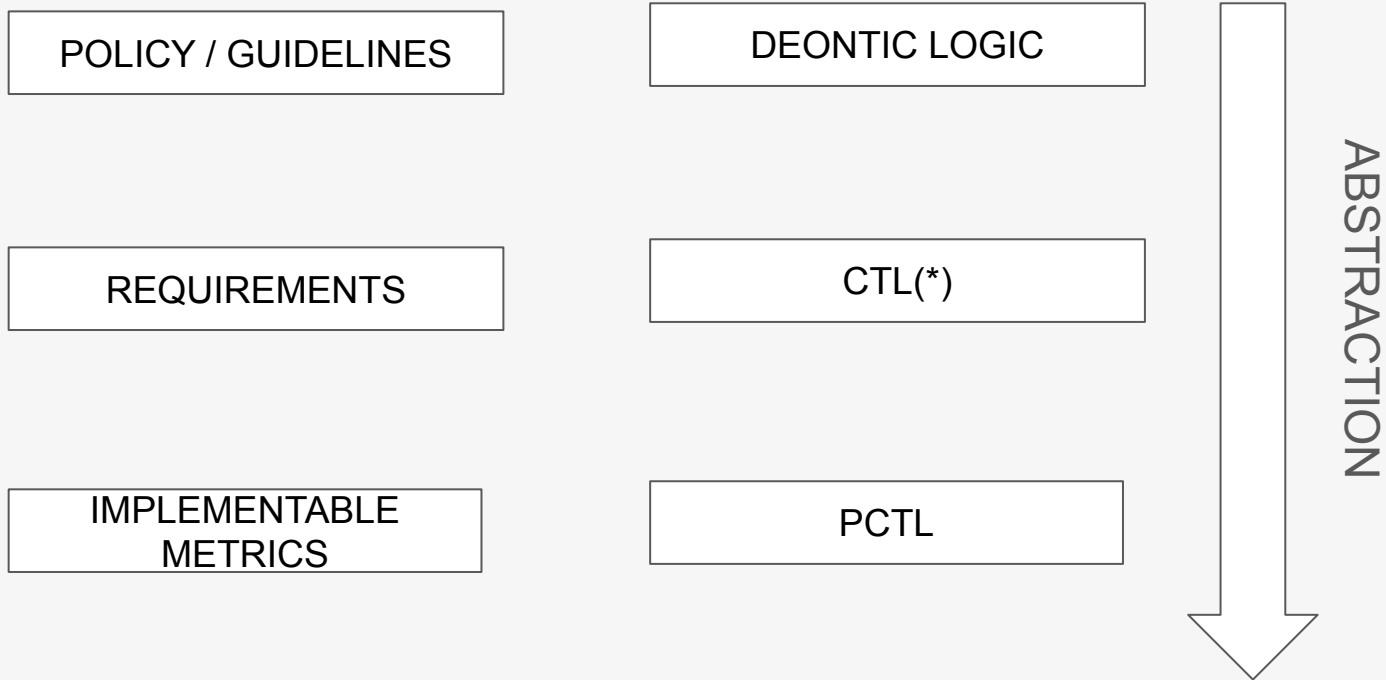 POLICY / GUIDELINES
DEONTIC LOGIC
REQUIREMENTS
CTL(*)
IMPLEMENTABLE
METRICS
PCTL
ABSTRACTION